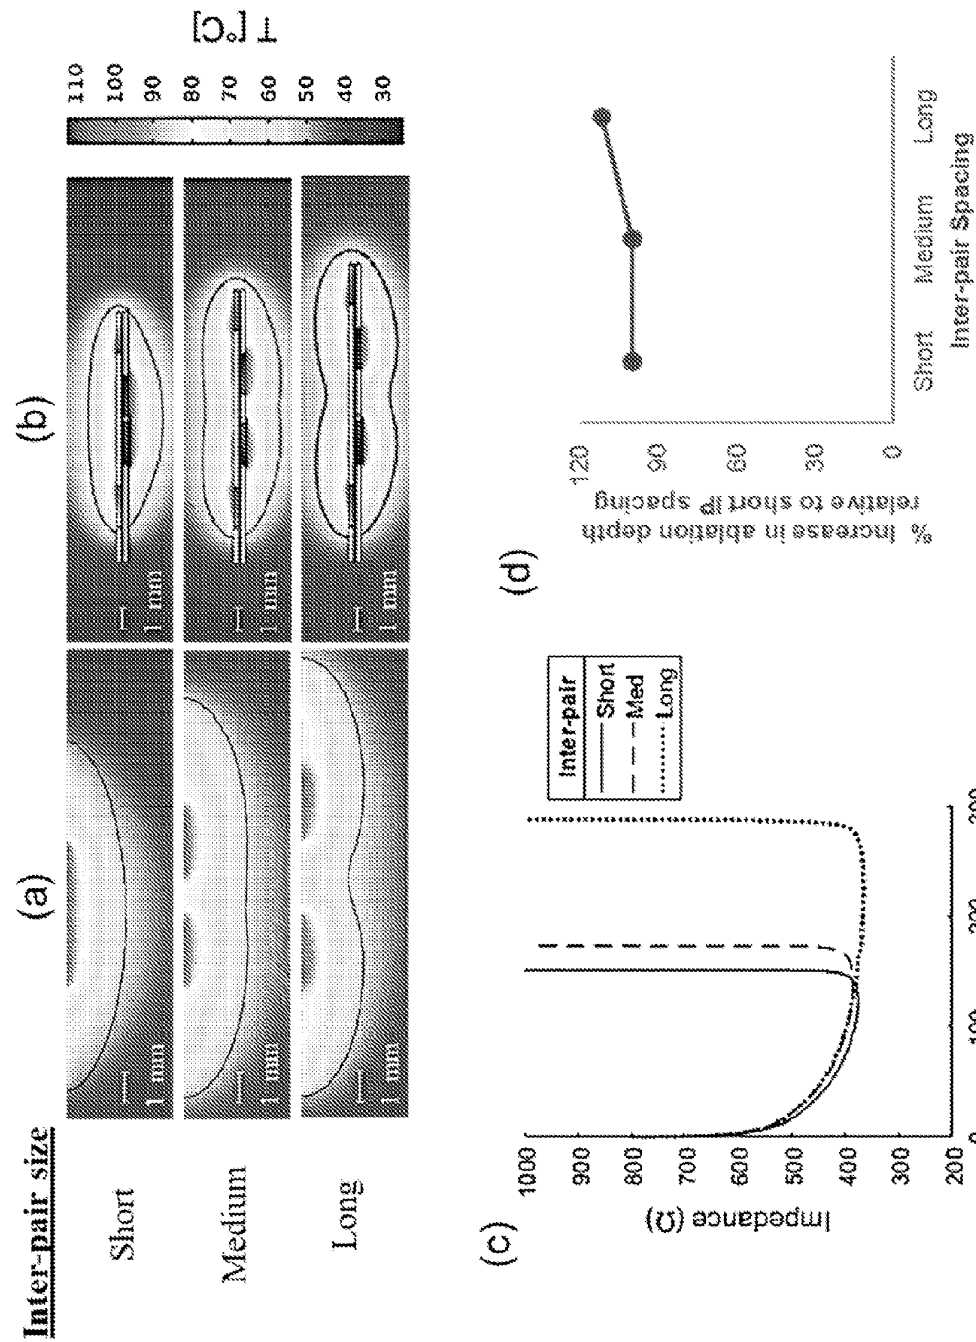 Inter-pair size
(a)
(b)
Short
Medium
Long
1 mm
1 mm
1 mm
1 mm
1 mm
1 mm
110
100
90
80
70
60
50
40
30
T [°C]
(c)
1000
900
800
700
600
500
400
300
200
Impedance (Ω)
0
100
200
300
Inter-pair
Short
Med
Long
(d)
120
90
60
30
0
% Increase in ablation depth
relative to short IP spacing
Short Medium Long
Inter-pair Spacing